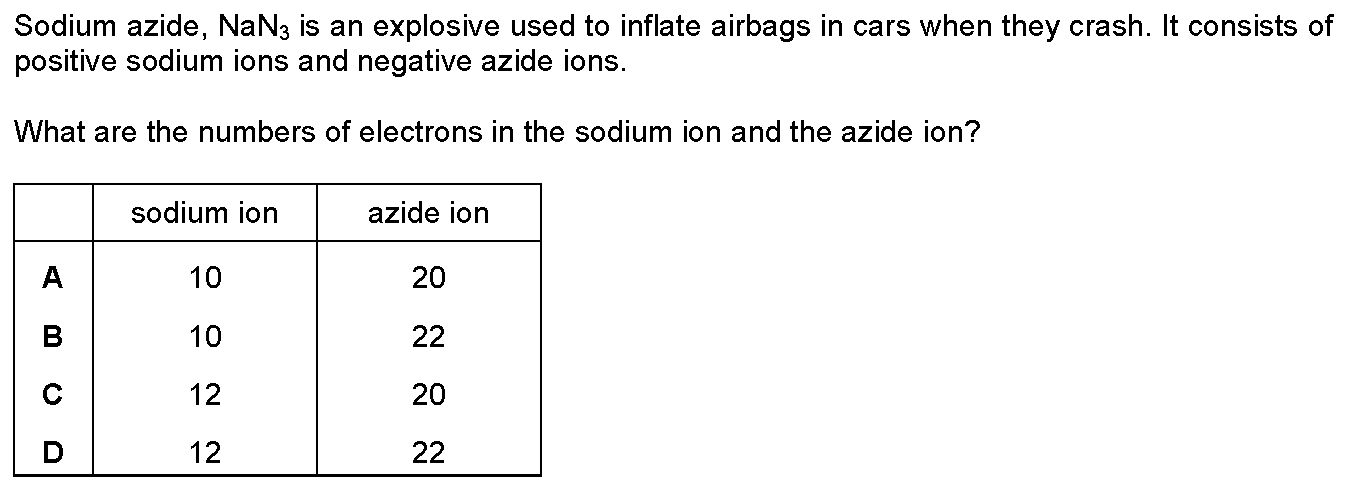 Sodium azide, NaN₃ is an explosive used to inflate airbags in cars when they crash. It consists of
positive sodium ions and negative azide ions.
What are the numbers of electrons in the sodium ion and the azide ion?
sodium ion azide ion
A 10 20
B 10 22
C 12 20
D 12 22